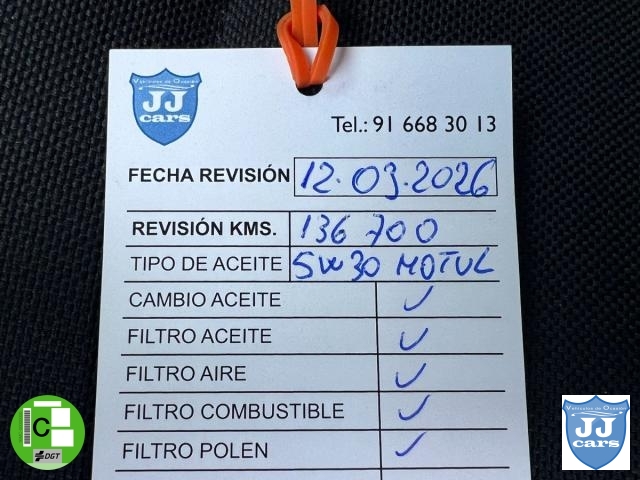 Vehículos de Ocasión
JJ
cars
Tel.: 91 668 30 13
FECHA REVISIÓN 12.03.2026
REVISIÓN KMS. 136 700
TIPO DE ACEITE 5W30 MOTUL
CAMBIO ACEITE ✓
FILTRO ACEITE ✓
FILTRO AIRE ✓
FILTRO COMBUSTIBLE ✓
FILTRO POLEN ✓
C
DGT
Vehículos de Ocasión
JJ
cars